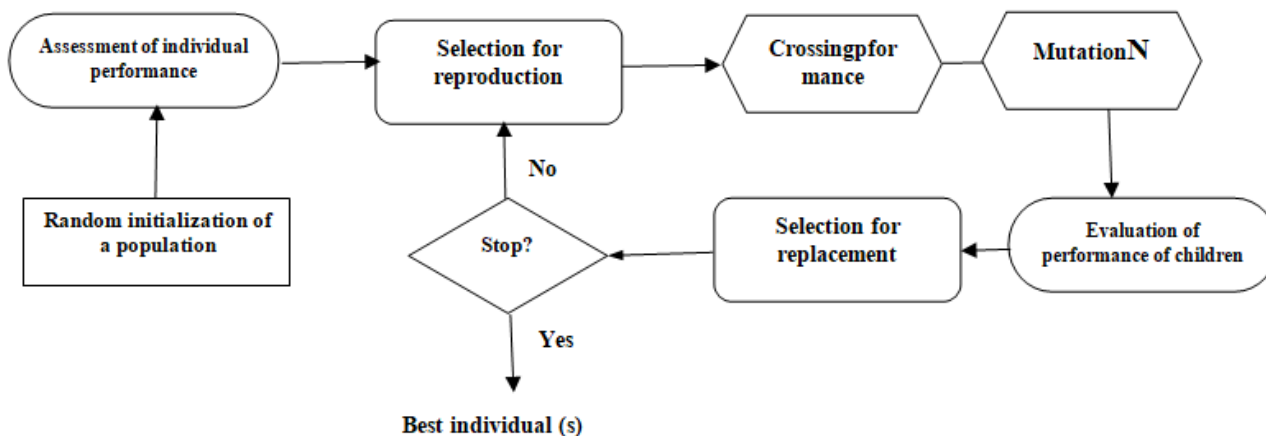 Assessment of individual
performance
Selection for
reproduction
Crossingpfor
mance
MutationN
No
Random initialization of
a population
Stop?
Selection for
replacement
Evaluation of
performance of children
Yes
Best individual (s)